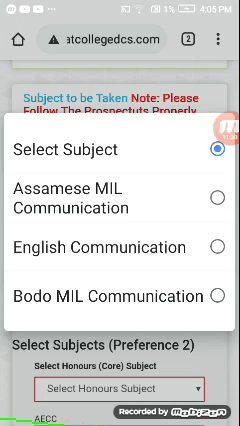 1% 4:05 PM
atcollegedcs.com
2
Subject to be Taken Note: Please
Follow The Prospectuts Properly
Select Subject
Assamese MIL
Communication
English Communication
Bodo MIL Communication
Select Subjects (Preference 2)
Select Honours (Core) Subject
Select Honours Subject
AECC
Recorded by Mobizen